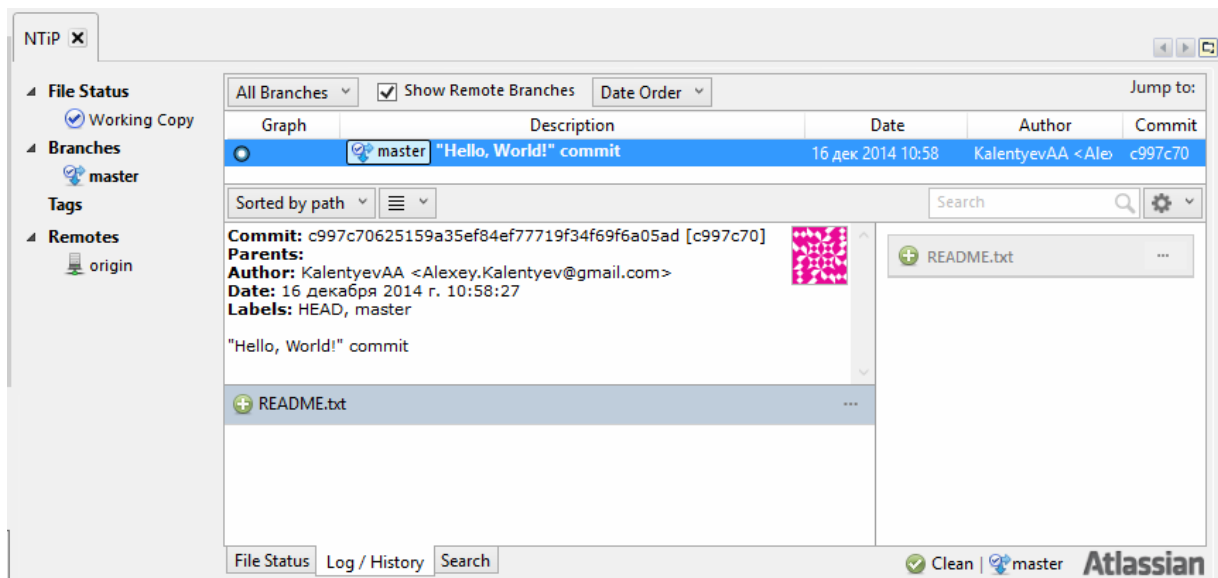 NTiP
File Status
Working Copy
Branches
master
Tags
Remotes
origin
All Branches Show Remote Branches Date Order Jump to:
Graph Description Date Author Commit
master "Hello, World!" commit 16 дек 2014 10:58 KalentyevAA <Ale c997c70
Sorted by path Search
Commit: c997c70625159a35ef84ef77719f34f69f6a05ad [c997c70]
Parents:
Author: KalentyevAA <Alexey.Kalentyev@gmail.com>
Date: 16 декабря 2014 г. 10:58:27
Labels: HEAD, master
"Hello, World!" commit
README.txt
README.txt
File Status Log / History Search
Clean | master Atlassian